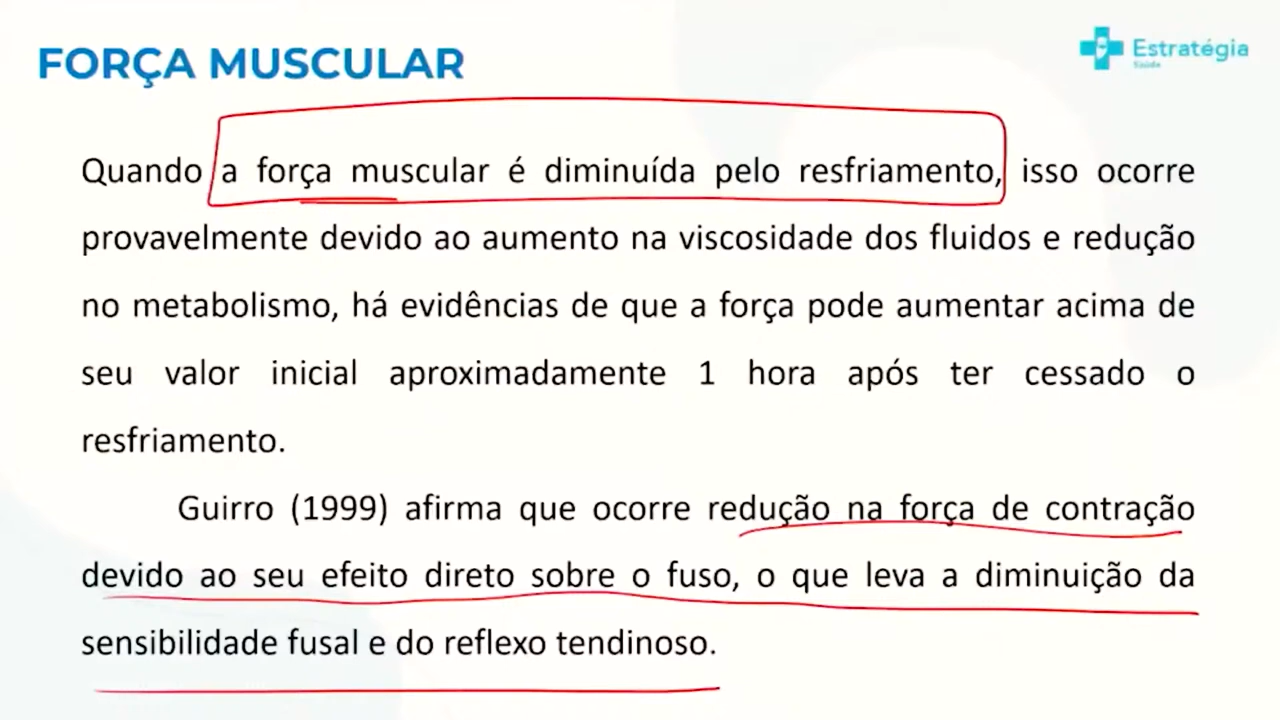 FORÇA MUSCULAR
Estratégia
Saúde
Quando a força muscular é diminuída pelo resfriamento, isso ocorre
provavelmente devido ao aumento na viscosidade dos fluidos e redução
no metabolismo, há evidências de que a força pode aumentar acima de
seu valor inicial aproximadamente 1 hora após ter cessado o
resfriamento.
Guirro (1999) afirma que ocorre redução na força de contração
devido ao seu efeito direto sobre o fuso, o que leva a diminuição da
sensibilidade fusal e do reflexo tendinoso.